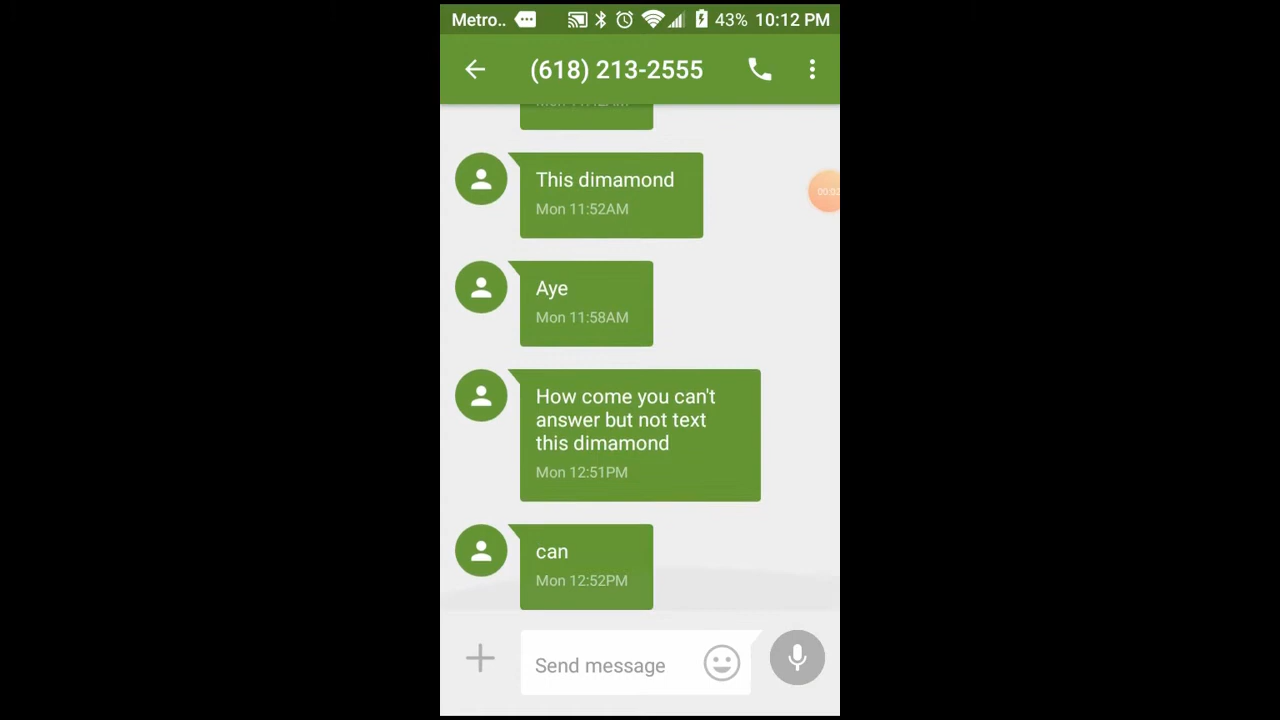 Metro.. 43% 10:12 PM
(618) 213-2555
This dimamond
Mon 11:52AM
Aye
Mon 11:58AM
How come you can't
answer but not text
this dimamond
Mon 12:51PM
can
Mon 12:52PM
Send message